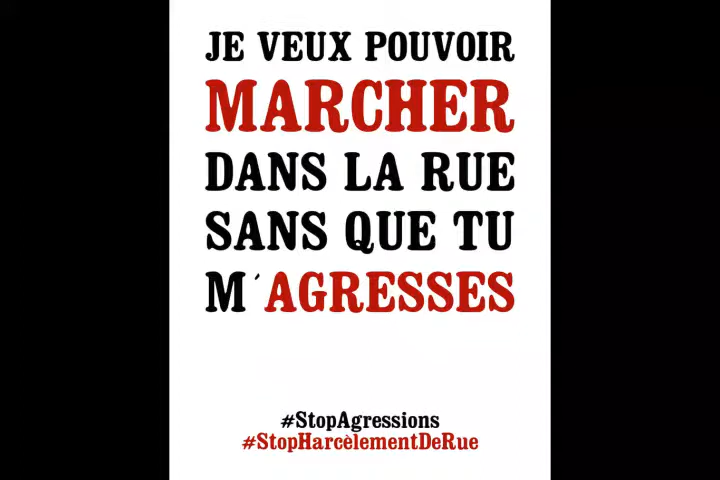 JE VEUX POUVOIR
MARCHER
DANS LA RUE
SANS QUE TU
M´AGRESSES
#StopAgressions
#StopHarcèlementDeRue